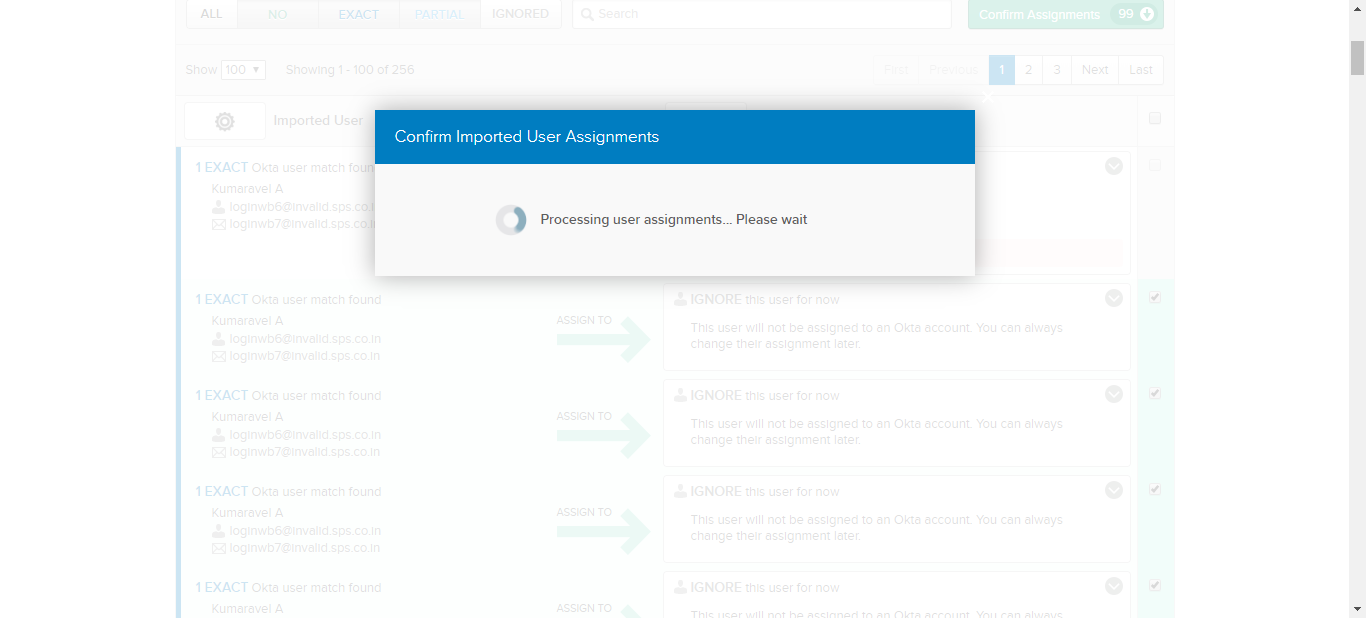 ALL NO EXACT PARTIAL IGNORED Search Confirm Assignments 99
Show 100 Showing 1 - 100 of 256 First Previous 1 2 3 Next Last
Imported User
Confirm Imported User Assignments
Processing user assignments... Please wait
1 EXACT Okta user match foun
Kumaravel A
loginwb6@invalid.sps.co.i
loginwb7@invalid.sps.co.i
1 EXACT Okta user match found
Kumaravel A
loginwb6@invalid.sps.co.in
loginwb7@invalid.sps.co.in
ASSIGN TO
IGNORE this user for now
This user will not be assigned to an Okta account. You can always
change their assignment later.
1 EXACT Okta user match found
Kumaravel A
loginwb6@invalid.sps.co.in
loginwb7@invalid.sps.co.in
ASSIGN TO
IGNORE this user for now
This user will not be assigned to an Okta account. You can always
change their assignment later.
1 EXACT Okta user match found
Kumaravel A
loginwb6@invalid.sps.co.in
loginwb7@invalid.sps.co.in
ASSIGN TO
IGNORE this user for now
This user will not be assigned to an Okta account. You can always
change their assignment later.
1 EXACT Okta user match found
Kumaravel A
ASSIGN TO
IGNORE this user for now
This user will not be assigned to an Okta account. You can always